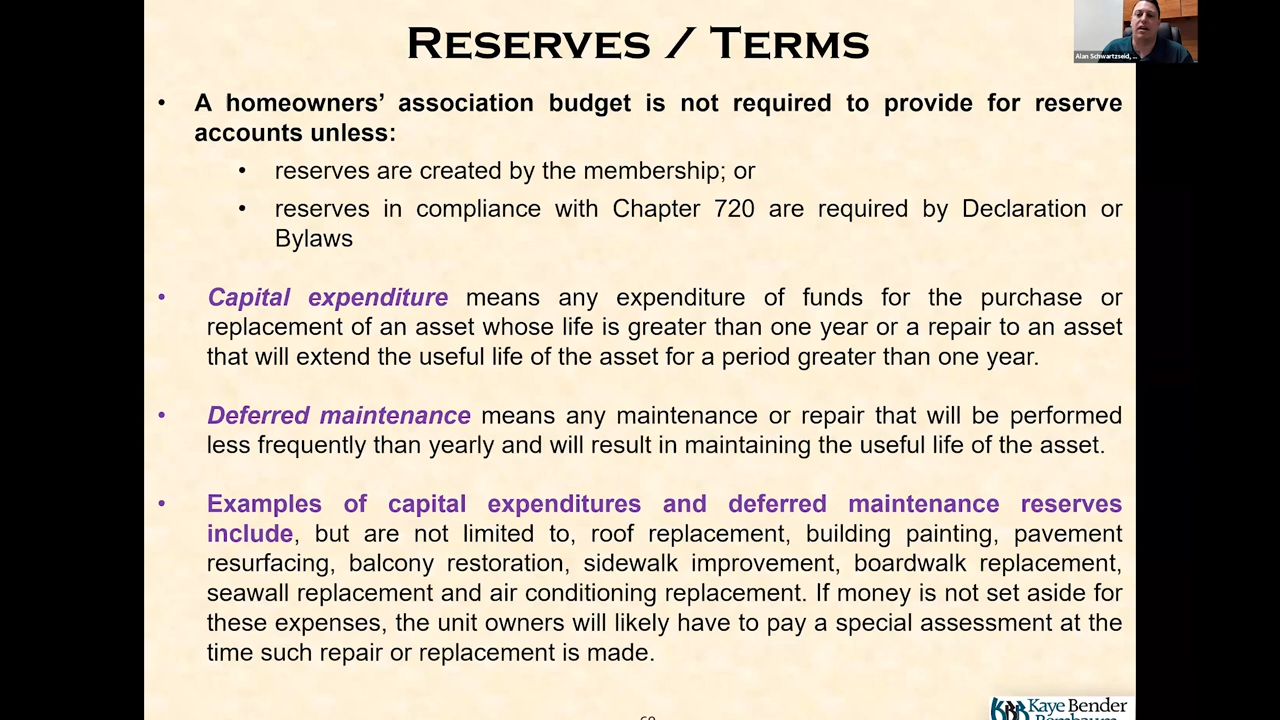 RESERVES / TERMS
Alan Schwartzseid, ...
• A homeowners’ association budget is not required to provide for reserve
accounts unless:
• reserves are created by the membership; or
• reserves in compliance with Chapter 720 are required by Declaration or
Bylaws
• Capital expenditure means any expenditure of funds for the purchase or
replacement of an asset whose life is greater than one year or a repair to an asset
that will extend the useful life of the asset for a period greater than one year.
• Deferred maintenance means any maintenance or repair that will be performed
less frequently than yearly and will result in maintaining the useful life of the asset.
• Examples of capital expenditures and deferred maintenance reserves
include, but are not limited to, roof replacement, building painting, pavement
resurfacing, balcony restoration, sidewalk improvement, boardwalk replacement,
seawall replacement and air conditioning replacement. If money is not set aside for
these expenses, the unit owners will likely have to pay a special assessment at the
time such repair or replacement is made.
KBR Kaye Bender
Rembaum